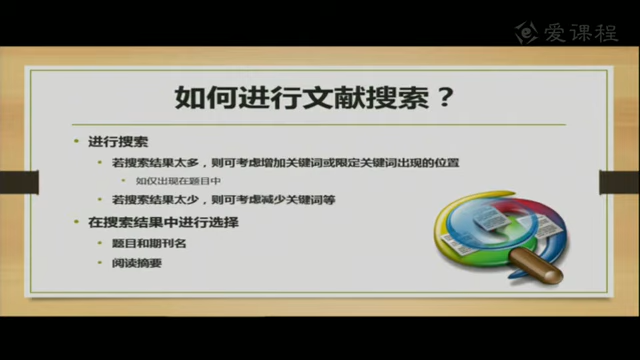 爱课程
如何进行文献搜索？
进行搜索
若搜索结果太多，则可考虑增加关键词或限定关键词出现的位置
如仅出现在题目中
若搜索结果太少，则可考虑减少关键词等
在搜索结果中进行选择
题目和期刊名
阅读摘要